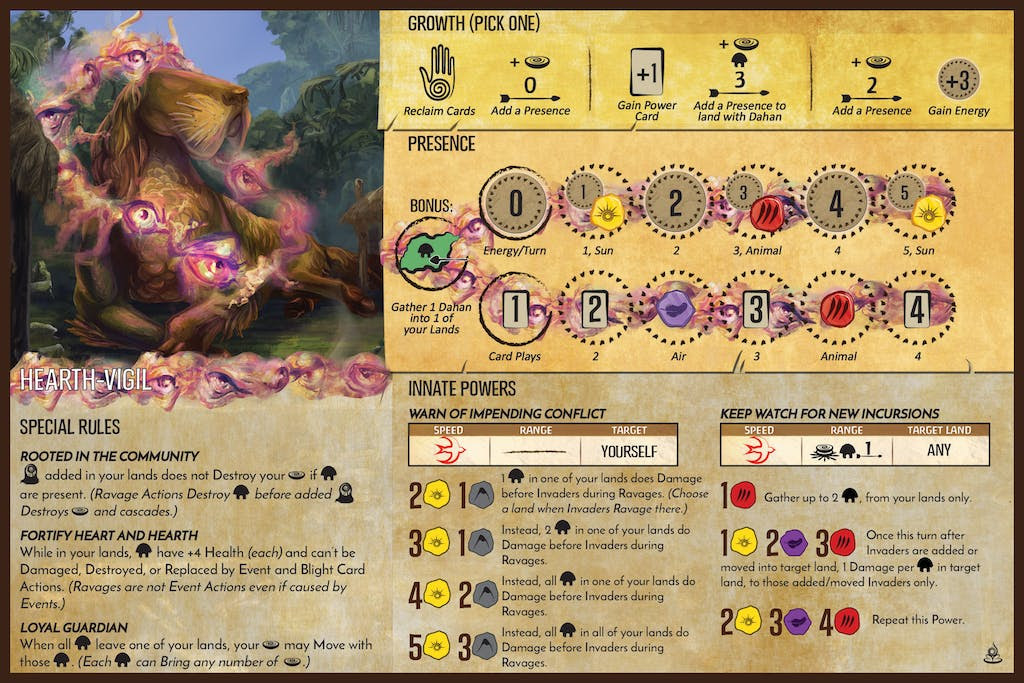 GROWTH (PICK ONE)
+
0
+1
+
3
+
2
+3
Reclaim Cards
Add a Presence
Gain Power
Card
Add a Presence to
land with Dahan
Add a Presence
Gain Energy
PRESENCE
BONUS:
Gather 1 Dahan
into 1 of
your Lands
0
1
2
3
4
5
Energy/Turn
1, Sun
2
3, Animal
4
5, Sun
1
2
3
4
Card Plays
2
Air
3
Animal
4
HEARTH-VIGIL
SPECIAL RULES
ROOTED IN THE COMMUNITY
added in your lands does not Destroy your if
are present. (Ravage Actions Destroy before added
Destroys and cascades.)
FORTIFY HEART AND HEARTH
While in your lands, have +4 Health (each) and can't be
Damaged, Destroyed, or Replaced by Event and Blight Card
Actions. (Ravages are not Event Actions even if caused by
Events.)
LOYAL GUARDIAN
When all leave one of your lands, your may Move with
those . (Each can Bring any number of .)
INNATE POWERS
WARN OF IMPENDING CONFLICT
SPEED RANGE TARGET
YOURSELF
2 1 1 in one of your lands does Damage
before Invaders during Ravages. (Choose
a land when Invaders Ravage there.)
3 1 Instead, 2 in one of your lands do
Damage before Invaders during
Ravages.
4 2 Instead, all in one of your lands do
Damage before Invaders during
Ravages.
5 3 Instead, all in all of your lands do
Damage before Invaders during
Ravages.
KEEP WATCH FOR NEW INCURSIONS
SPEED RANGE TARGET LAND
, 1 ANY
1 Gather up to 2 , from your lands only.
1 2 3 Once this turn after
Invaders are added or
moved into target land, 1 Damage per in target
land, to those added/moved Invaders only.
2 3 4 Repeat this Power.